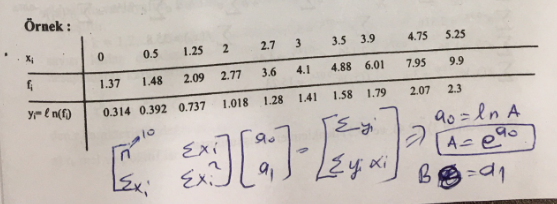 Örnek :
xᵢ 0 0.5 1.25 2 2.7 3 3.5 3.9 4.75 5.25
fᵢ 1.37 1.48 2.09 2.77 3.6 4.1 4.88 6.01 7.95 9.9
yᵢ= ℓ n(fᵢ) 0.314 0.392 0.737 1.018 1.28 1.41 1.58 1.79 2.07 2.3
[n → 10 Σxᵢ] [a₀] = [Σyᵢ] ⇒ a₀ = ln A
A = e^a₀
[Σxᵢ Σxᵢ²] [a₁] [Σyᵢ xᵢ] B = a₁